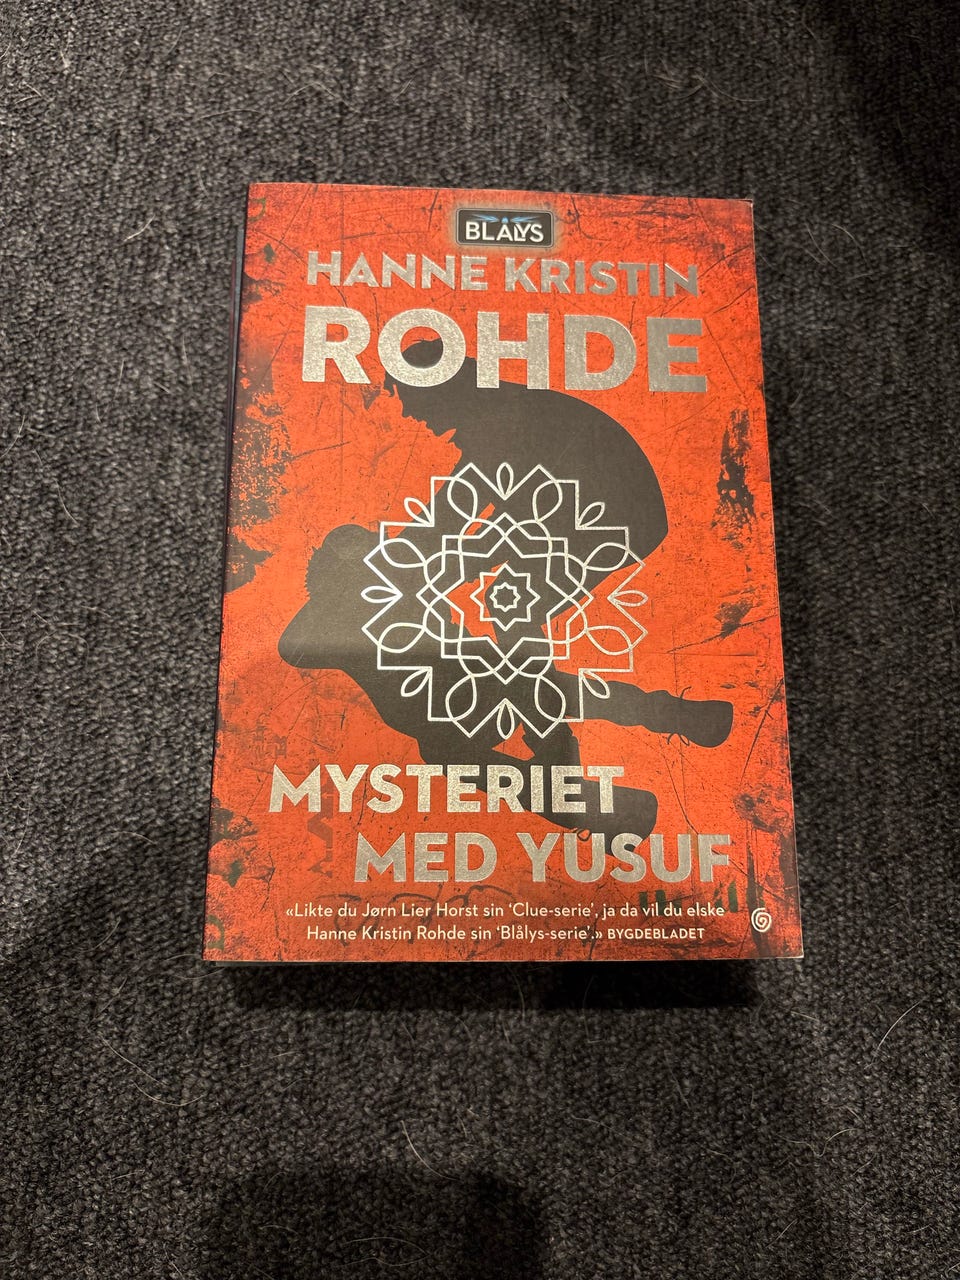 BLÅLYS
HANNE KRISTIN
ROHDE
MYSTERIET
MED YUSUF
«Likte du Jørn Lier Horst sin ‘Clue-serie’, ja da vil du elske
Hanne Kristin Rohde sin ‘Blålys-serie’.» BYGDEBLADET